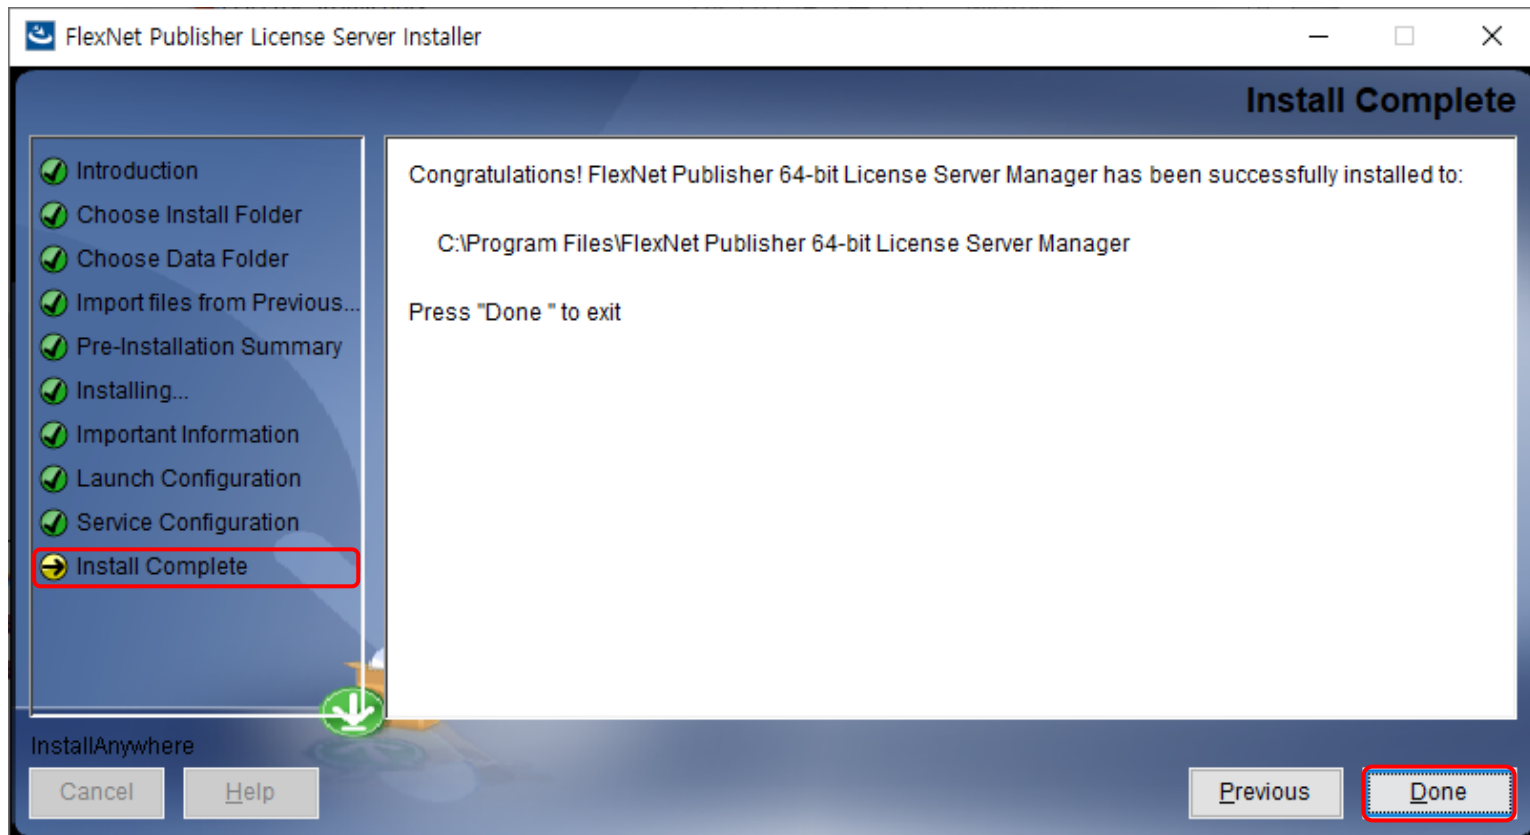 FlexNet Publisher License Server Installer
Install Complete
Introduction
Choose Install Folder
Choose Data Folder
Import files from Previous...
Pre-Installation Summary
Installing...
Important Information
Launch Configuration
Service Configuration
Install Complete
Congratulations! FlexNet Publisher 64-bit License Server Manager has been successfully installed to:
C:\Program Files\FlexNet Publisher 64-bit License Server Manager
Press "Done " to exit
InstallAnywhere
Cancel
Help
Previous
Done